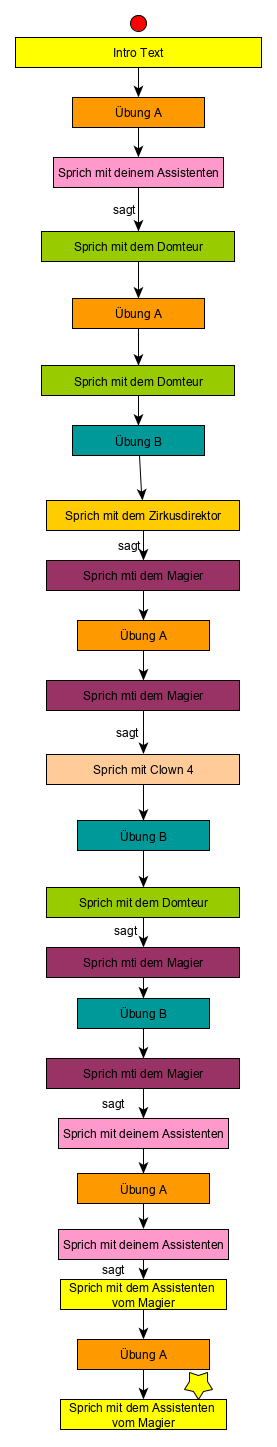 Intro Text
Übung A
Sprich mit deinem Assistenten
sagt
Sprich mit dem Domteur
Übung A
Sprich mit dem Domteur
Übung B
Sprich mit dem Zirkusdirektor
sagt
Sprich mti dem Magier
Übung A
Sprich mti dem Magier
sagt
Sprich mit Clown 4
Übung B
Sprich mit dem Domteur
sagt
Sprich mti dem Magier
Übung B
Sprich mti dem Magier
sagt
Sprich mit deinem Assistenten
Übung A
Sprich mit deinem Assistenten
sagt
Sprich mit dem Assistenten
vom Magier
Übung A
Sprich mit dem Assistenten
vom Magier